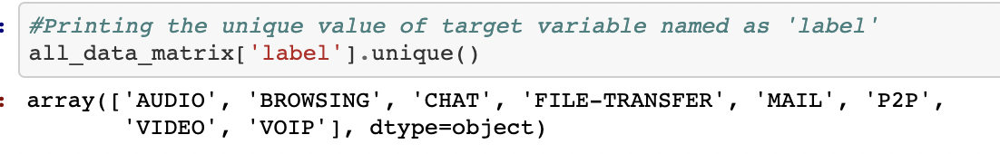 #Printing the unique value of target variable named as 'label'
all_data_matrix['label'].unique()
array(['AUDIO', 'BROWSING', 'CHAT', 'FILE-TRANSFER', 'MAIL', 'P2P',
'VIDEO', 'VOIP'], dtype=object)